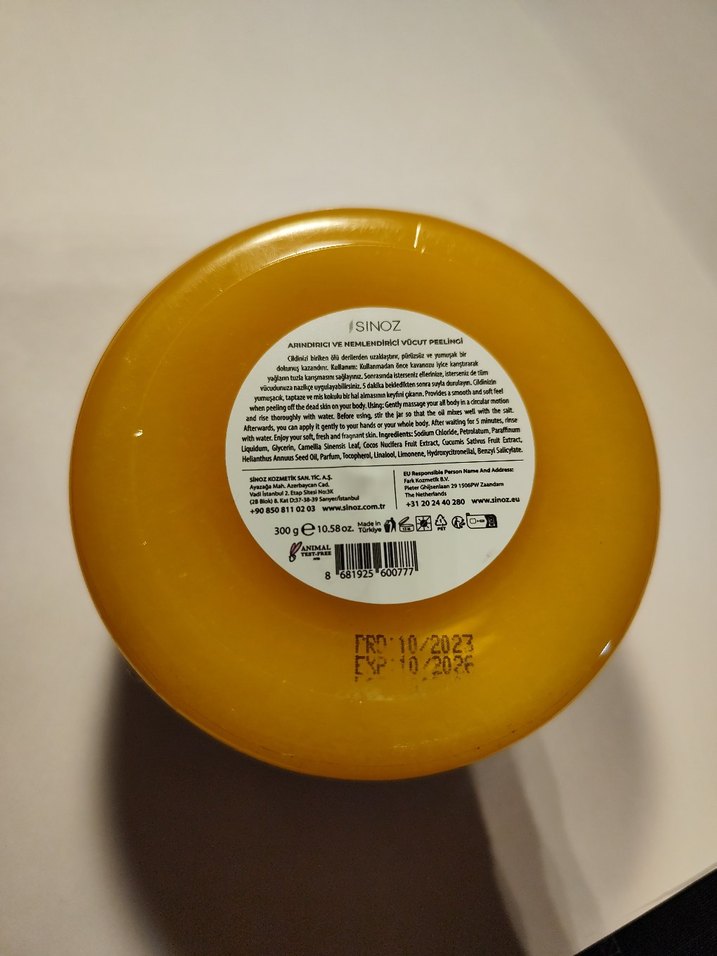 SINOZ
ARINDIRICI VE NEMLENDİRİCİ VÜCUT PEELINGİ
Cildinizi biriken ölü derilerden uzaklaştırır, pürüzsüz ve yumuşak bir
dokunuş kazandırır. Kullanım: Kullanmadan önce kavanozu iyice karıştırarak
yağların tuzla karışmasını sağlayınız. Sonrasında isterseniz ellerinize, isterseniz de tüm
vücudunuza nazikçe uygulayabilirsiniz. 5 dakika bekledikten sonra suyla durulayın. Cildinizin
yumuşacık, taptaze ve mis kokulu bir hal almasının keyfini çıkarın. Provides a smooth and soft feel
when peeling off the dead skin on your body. Using: Gently massage your all body in a circular motion
and rise thoroughly with water. Before using, stir the jar so that the oil mixes well with the salt.
Afterwards, you can apply it gently to your hands or your whole body. After waiting for 5 minutes, rinse
with water. Enjoy your soft, fresh and fragrant skin. Ingredients: Sodium Chloride, Petrolatum, Paraffinum
Liquidum, Glycerin, Camellia Sinensis Leaf, Cocos Nucifera Fruit Extract, Cucumis Sativus Fruit Extract,
Helianthus Annuus Seed Oil, Parfum, Tocopherol, Linalool, Limonene, Hydroxycitronellal, Benzyl Salicylate.
SİNOZ KOZMETİK SAN. TİC. A.Ş.
Ayazağa Mah. Azerbaycan Cad.
Vadi İstanbul 2. Etap Sitesi No:3K
(2B Blok) 8. Kat D:37-38-39 Sarıyer/İstanbul
+90 850 811 02 03 www.sinoz.com.tr
EU Responsible Person Name And Address:
Fark Kozmetik B.V.
Pieter Ghijsenlaan 29 1506PW Zaandam
The Netherlands
+31 20 24 40 280 www.sinoz.eu
300 g e 10.58 oz. Made in
Türkiye
12 M
PET
ANIMAL
TEST-FREE
8 681925 600777
PRD:10/2023
EXP:10/2026